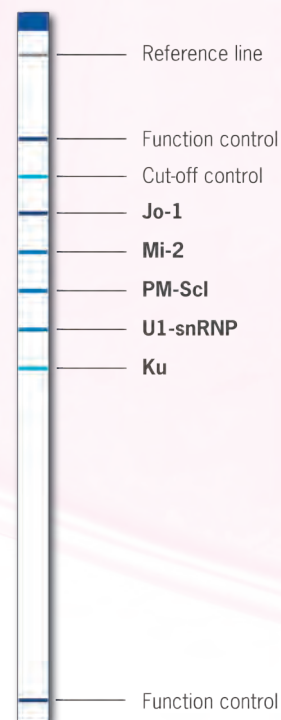 Reference line
Function control
Cut-off control
Jo-1
Mi-2
PM-Scl
U1-snRNP
Ku
Function control